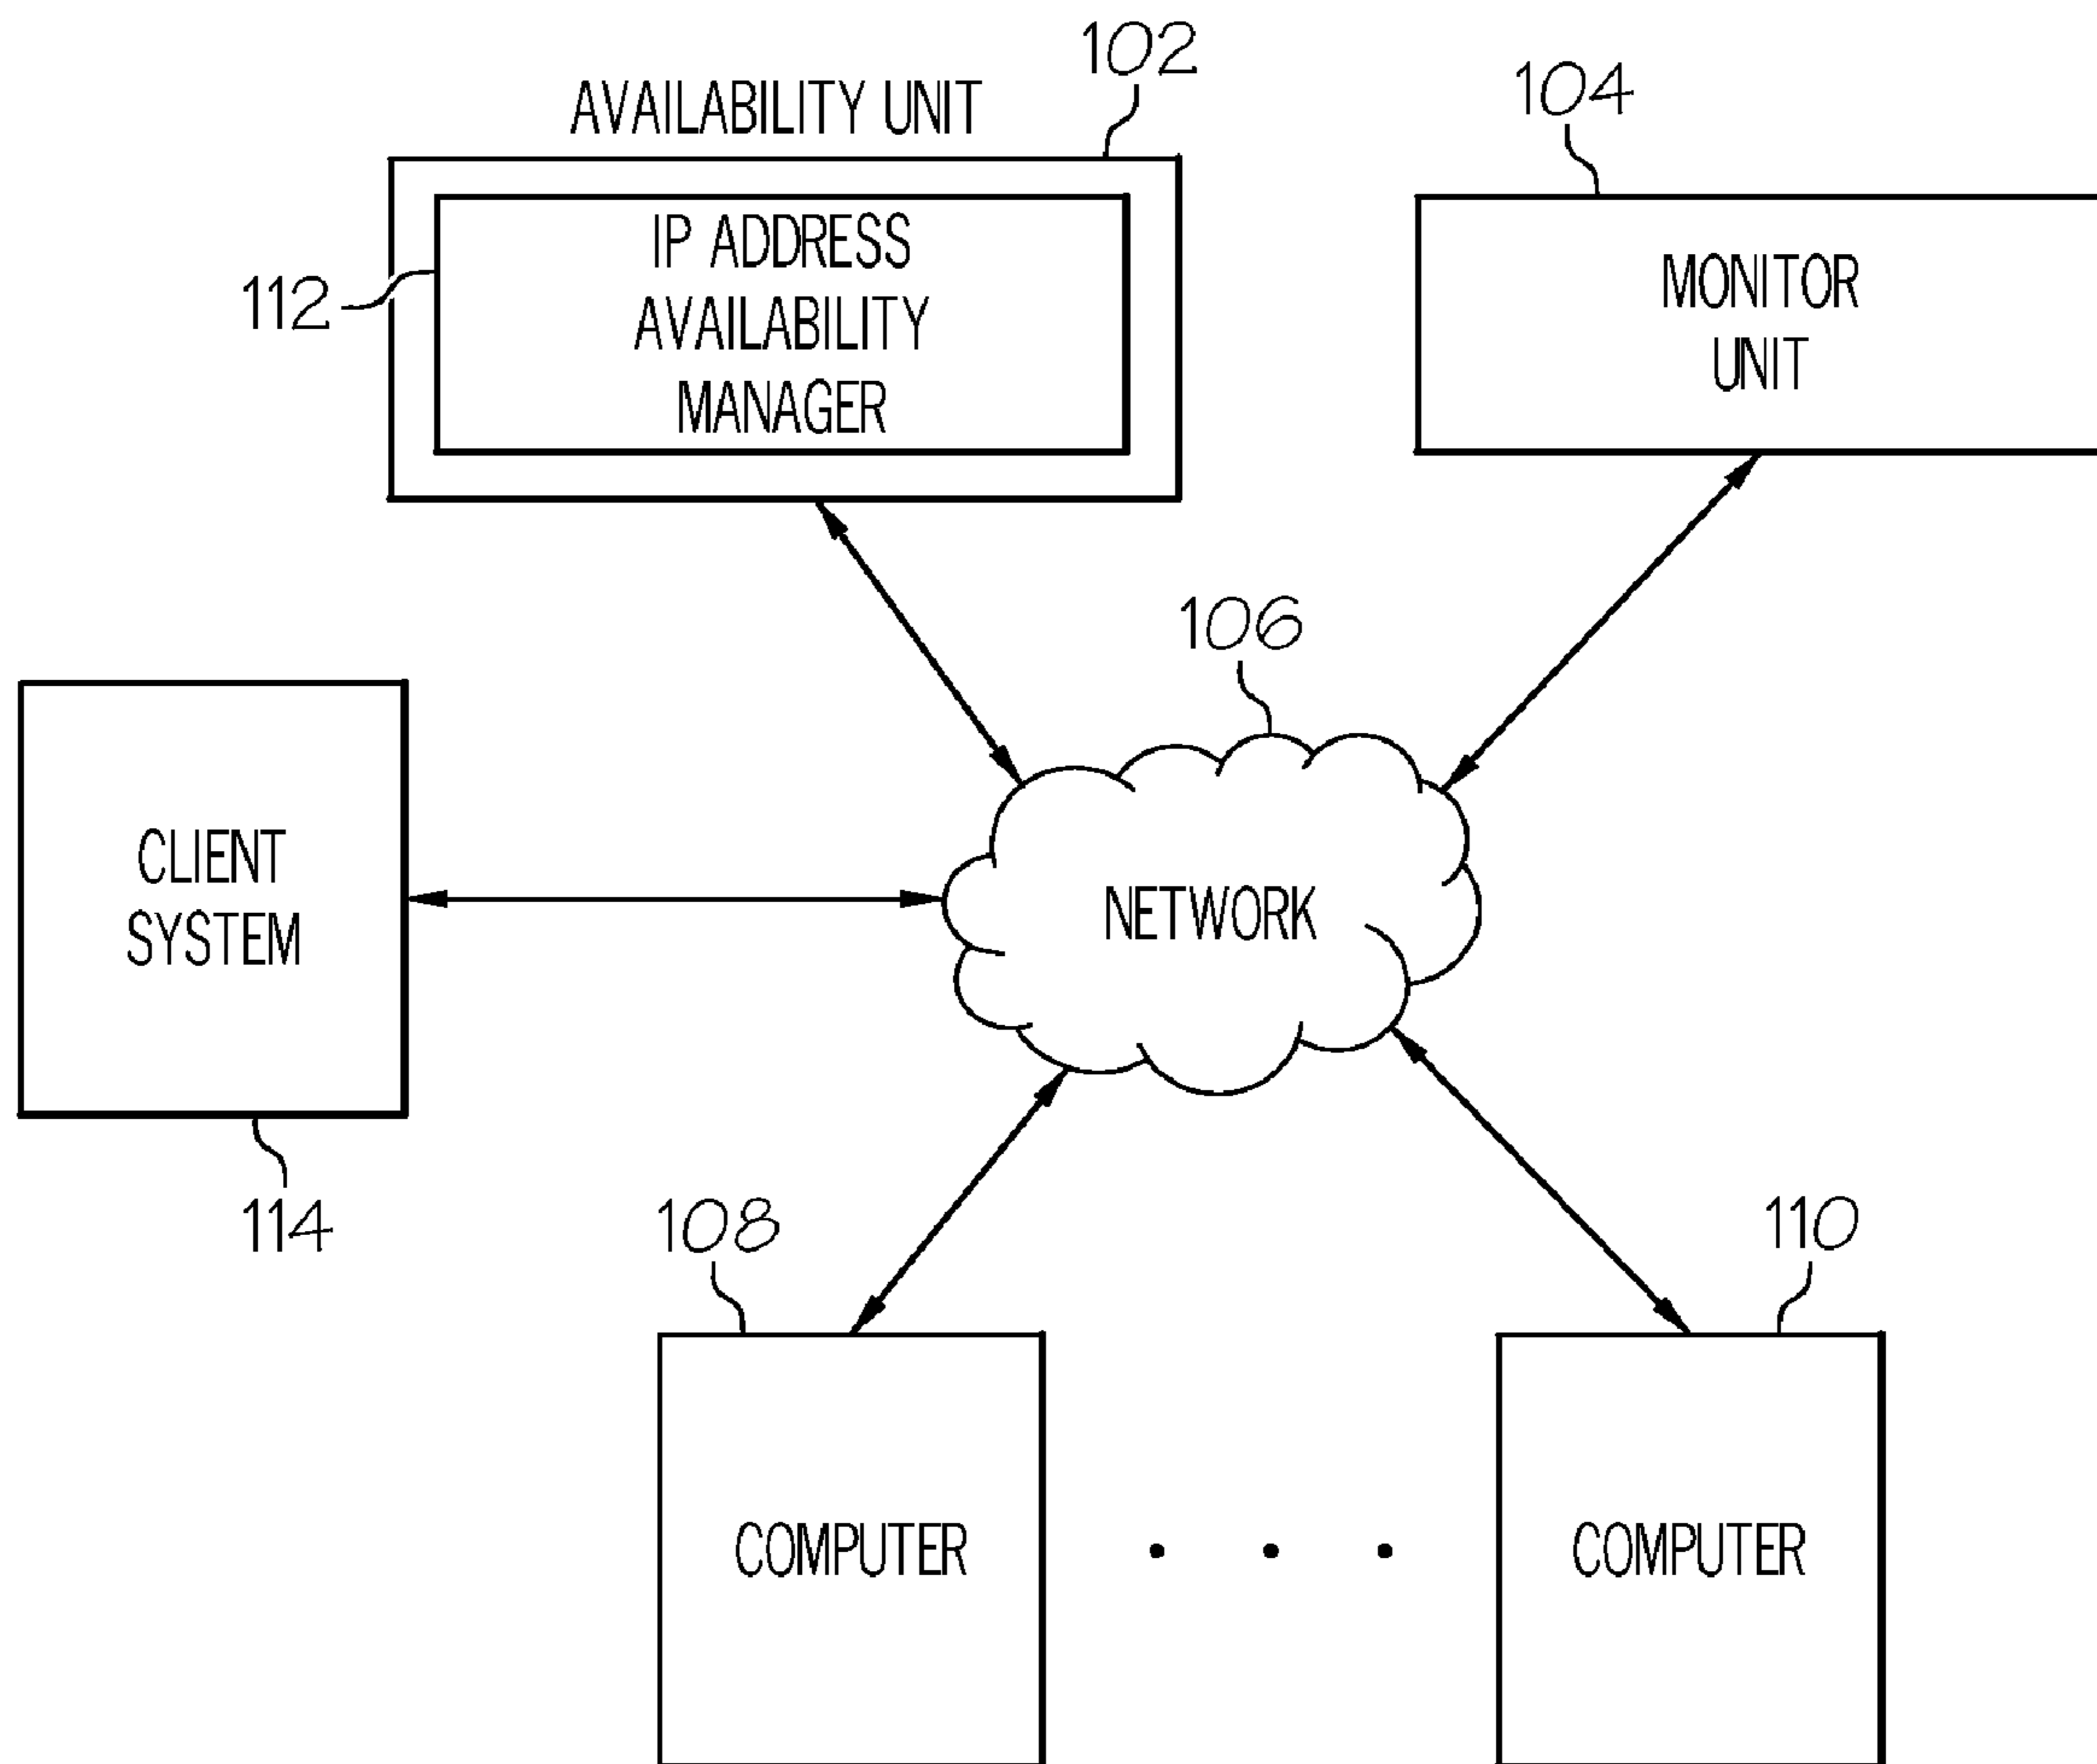 102
AVAILABILITY UNIT
104
IP ADDRESS
AVAILABILITY
MANAGER
112
MONITOR
UNIT
106
CLIENT
SYSTEM
NETWORK
114
108
110
COMPUTER
COMPUTER